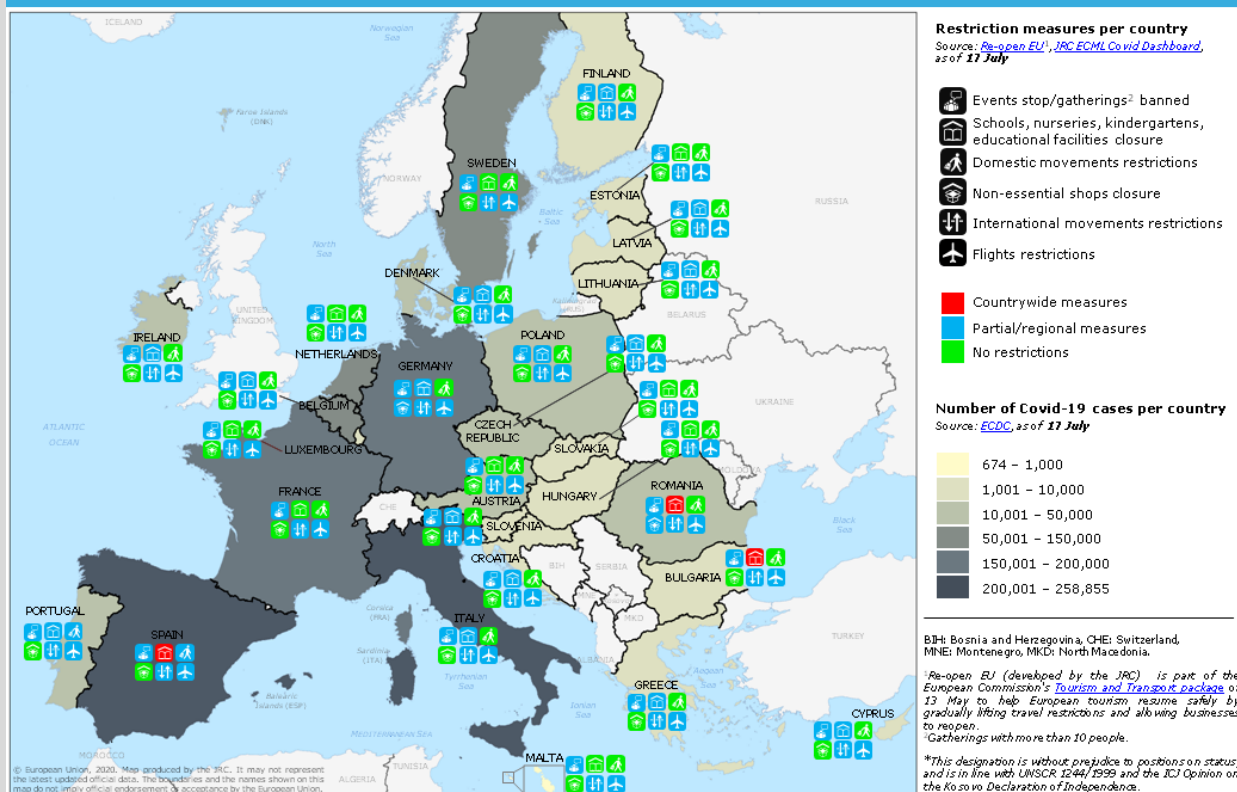 ICELAND
Norwegian
Sea
Faroe Islands
(DNK)
FINLAND
SWEDEN
NORWAY
RUSSIA
ESTONIA
Baltic
Sea
LATVIA
North
Sea
DENMARK
LITHUANIA
Kaliningrad
(RUS)
BELARUS
UNITED
KINGDOM
IRELAND
NETHERLANDS
POLAND
GERMANY
BELGIUM
UKRAINE
ATLANTIC
OCEAN
CZECH
REPUBLIC
LUXEMBOURG
SLOVAKIA
MOLDOVA
FRANCE
AUSTRIA
HUNGARY
ROMANIA
CHE
SLOVENIA
Black
Sea
CROATIA
BIH
SERBIA
BULGARIA
MNE
PORTUGAL
Corsica
(FRA)
ITALY
MKD
SPAIN
TURKEY
Sardinia
(ITA)
ALBANIA
Tyrrhenian
Sea
Balearic
Islands (ESP)
GREECE
Aegean
Sea
Ionian
Sea
CYPRUS
MEDITERRANEAN SEA
MOROCCO
ALGERIA
TUNISIA
MALTA
© European Union, 2020. Map produced by the JRC. It may not represent
the latest updated official data. The boundaries and the names shown on this
map do not imply official endorsement or acceptance by the European Union.
Restriction measures per country
Source: Re-open EU¹, JRC ECML Covid Dashboard,
as of 17 July
Events stop/gatherings² banned
Schools, nurseries, kindergartens,
educational facilities closure
Domestic movements restrictions
Non-essential shops closure
International movements restrictions
Flights restrictions
Countrywide measures
Partial/regional measures
No restrictions
Number of Covid-19 cases per country
Source: ECDC, as of 17 July
674 – 1,000
1,001 – 10,000
10,001 – 50,000
50,001 – 150,000
150,001 – 200,000
200,001 – 258,855
BIH: Bosnia and Herzegovina, CHE: Switzerland,
MNE: Montenegro, MKD: North Macedonia.
¹Re-open EU (developed by the JRC) is part of the
European Commission's Tourism and Transport package of
13 May to help European tourism resume safely by
gradually lifting travel restrictions and allowing businesses
to reopen.
²Gatherings with more than 10 people.
*This designation is without prejudice to positions on status,
and is in line with UNSCR 1244/1999 and the ICJ Opinion on
the Kosovo Declaration of Independence.